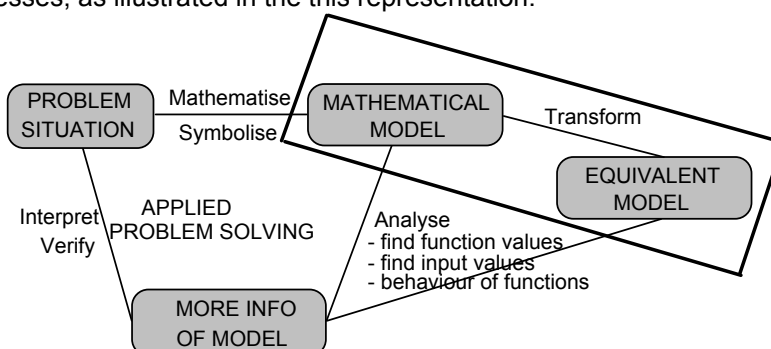 esses, as illustrated in the this representation.
PROBLEM
SITUATION
Mathematise
Symbolise
MATHEMATICAL
MODEL
Transform
EQUIVALENT
MODEL
Interpret
Verify
APPLIED
PROBLEM SOLVING
Analyse
- find function values
- find input values
- behaviour of functions
MORE INFO
OF MODEL